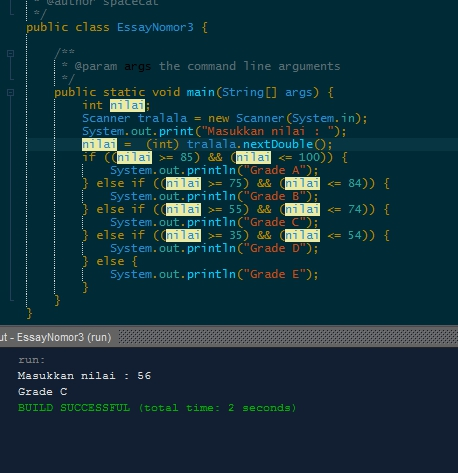 * @author spacecat
*/
public class EssayNomor3 {
/**
* @param args the command line arguments
*/
public static void main(String[] args) {
int nilai;
Scanner tralala = new Scanner(System.in);
System.out.print("Masukkan nilai : ");
nilai = (int) tralala.nextDouble();
if ((nilai >= 85) && (nilai <= 100)) {
System.out.println("Grade A");
} else if ((nilai >= 75) && (nilai <= 84)) {
System.out.println("Grade B");
} else if ((nilai >= 55) && (nilai <= 74)) {
System.out.println("Grade C");
} else if ((nilai >= 35) && (nilai <= 54)) {
System.out.println("Grade D");
} else {
System.out.println("Grade E");
}
}
}
ut - EssayNomor3 (run)
run:
Masukkan nilai : 56
Grade C
BUILD SUCCESSFUL (total time: 2 seconds)